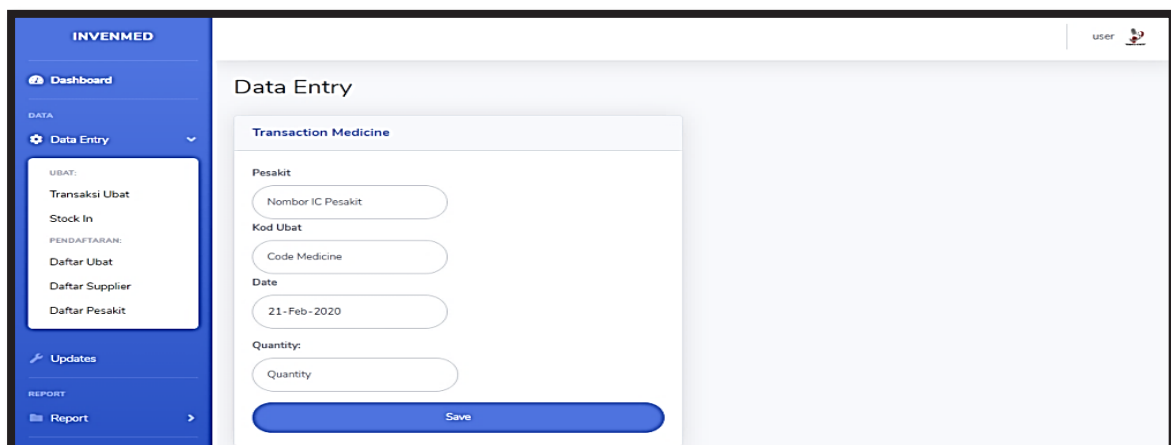 INVENMED
user
Dashboard
DATA
Data Entry
UBAT:
Transaksi Ubat
Stock In
PENDAFTARAN:
Daftar Ubat
Daftar Supplier
Daftar Pesakit
Updates
REPORT
Report
Data Entry
Transaction Medicine
Pesakit
Nombor IC Pesakit
Kod Ubat
Code Medicine
Date
21-Feb-2020
Quantity:
Quantity
Save